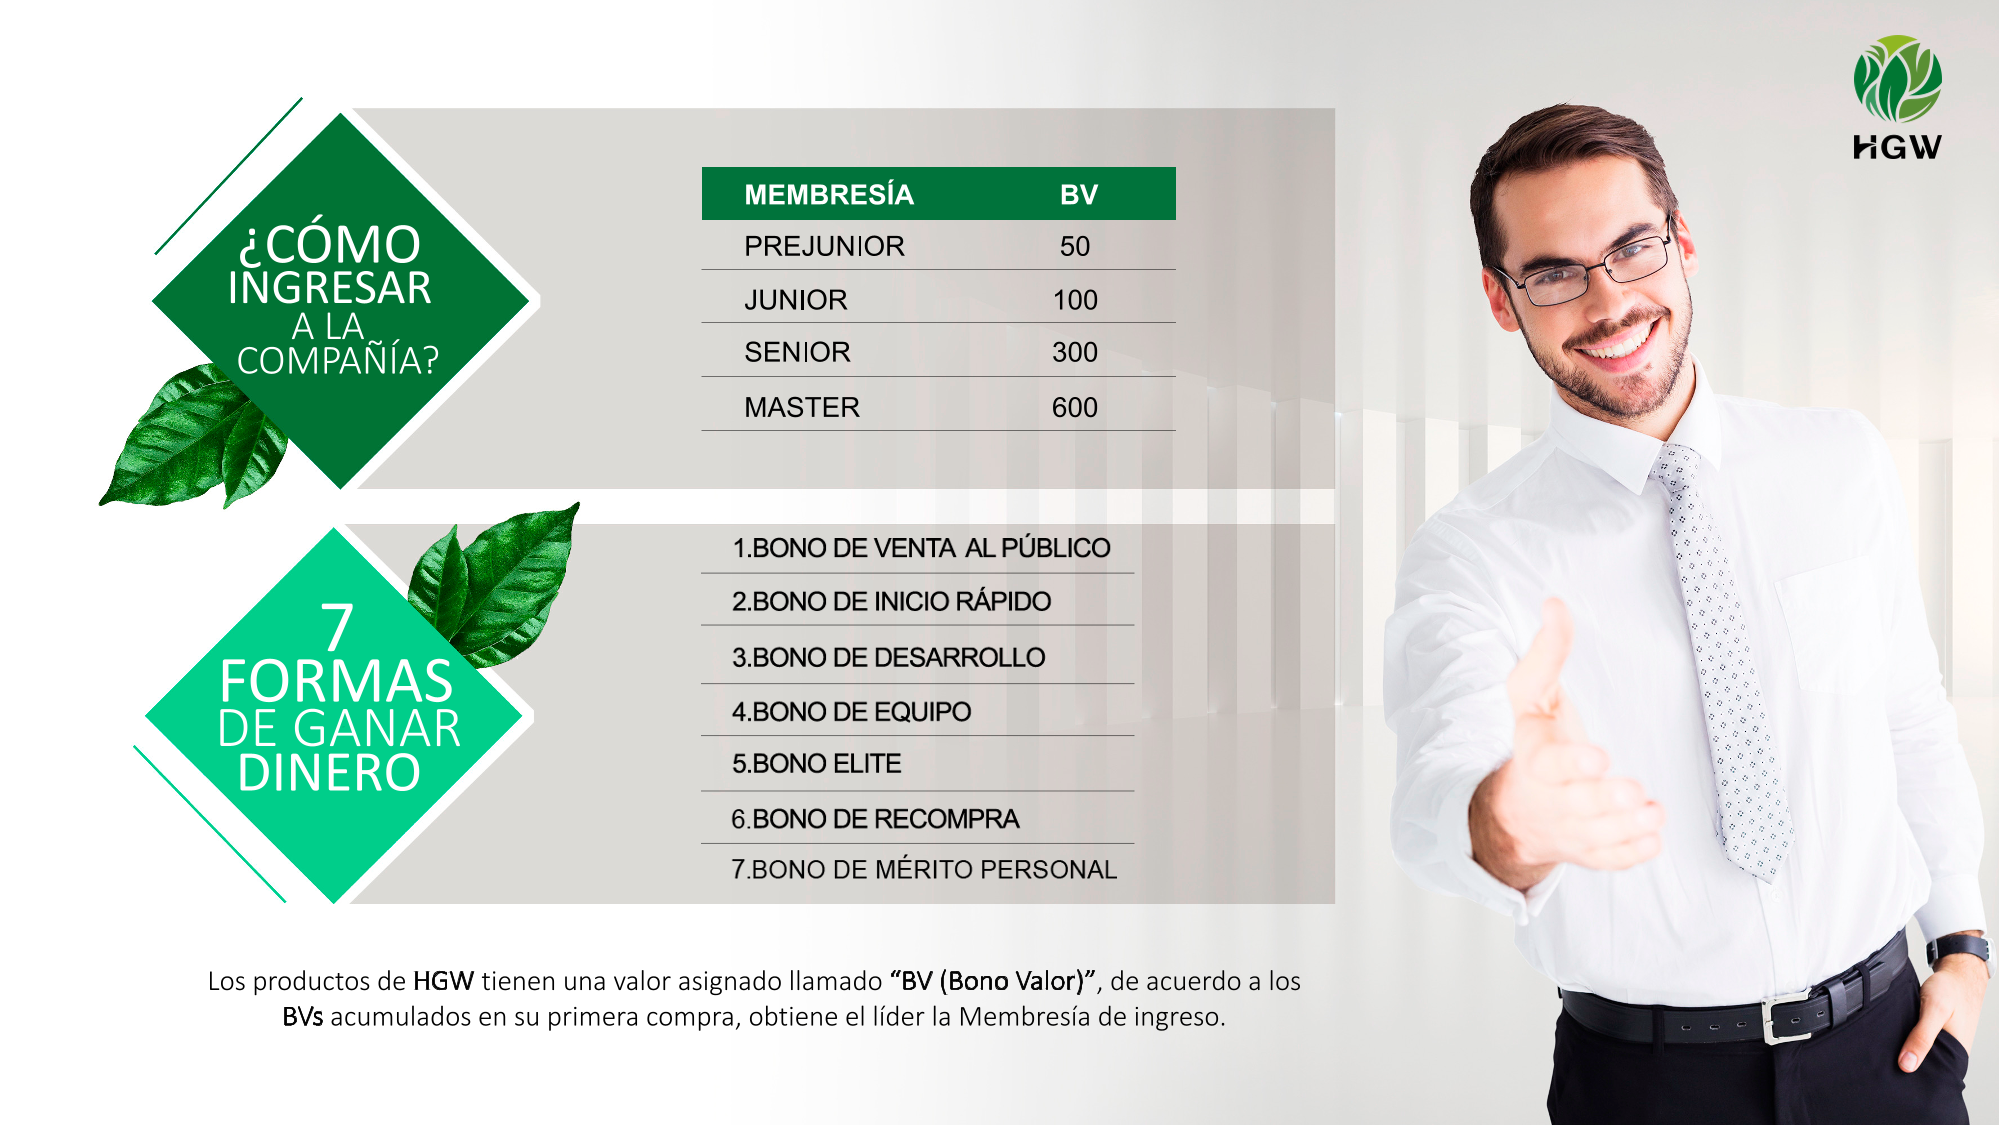 HGW
¿CÓMO
INGRESAR
A LA
COMPAÑÍA?
MEMBRESÍA BV
PREJUNIOR 50
JUNIOR 100
SENIOR 300
MASTER 600
7
FORMAS
DE GANAR
DINERO
1.BONO DE VENTA AL PÚBLICO
2.BONO DE INICIO RÁPIDO
3.BONO DE DESARROLLO
4.BONO DE EQUIPO
5.BONO ELITE
6.BONO DE RECOMPRA
7.BONO DE MÉRITO PERSONAL
Los productos de HGW tienen una valor asignado llamado “BV (Bono Valor)”, de acuerdo a los
BVs acumulados en su primera compra, obtiene el líder la Membresía de ingreso.